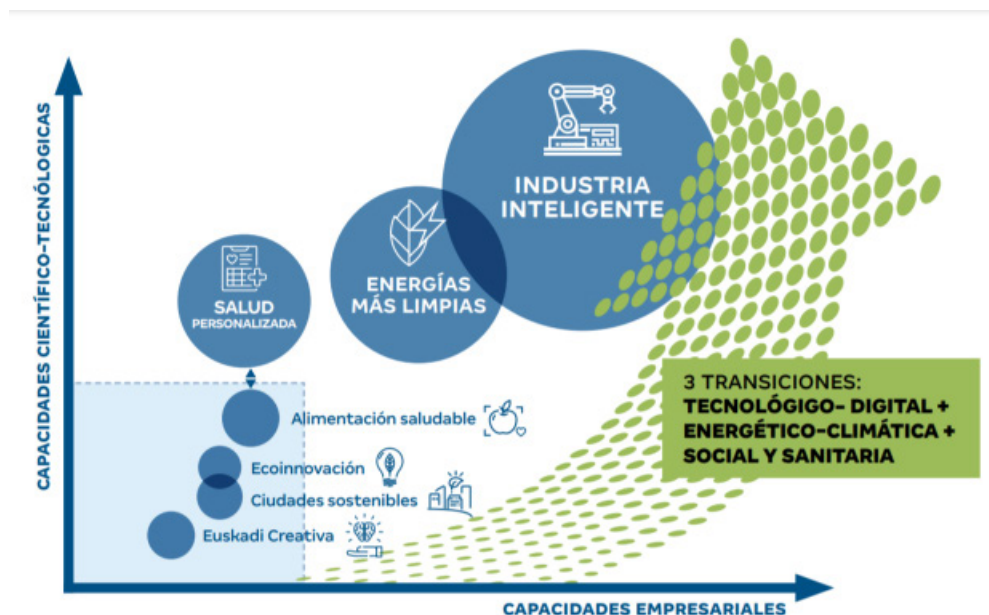 CAPACIDADES CIENTÍFICO-TECNÓLOGICAS
INDUSTRIA
INTELIGENTE
ENERGÍAS
MÁS LIMPIAS
SALUD
PERSONALIZADA
3 TRANSICIONES:
TECNOLÓGIGO- DIGITAL +
ENERGÉTICO-CLIMÁTICA +
SOCIAL Y SANITARIA
Alimentación saludable
Ecoinnovación
Ciudades sostenibles
Euskadi Creativa
CAPACIDADES EMPRESARIALES